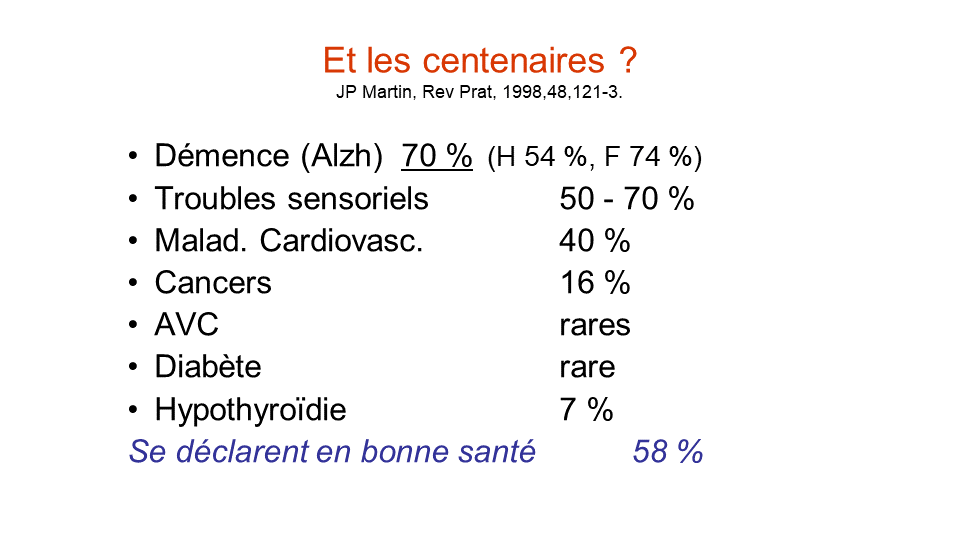 Et les centenaires ?
JP Martin, Rev Prat, 1998,48,121-3.
• Démence (Alzh) 70 % (H 54 %, F 74 %)
• Troubles sensoriels 50 - 70 %
• Malad. Cardiovasc. 40 %
• Cancers 16 %
• AVC rares
• Diabète rare
• Hypothyroïdie 7 %
Se déclarent en bonne santé 58 %